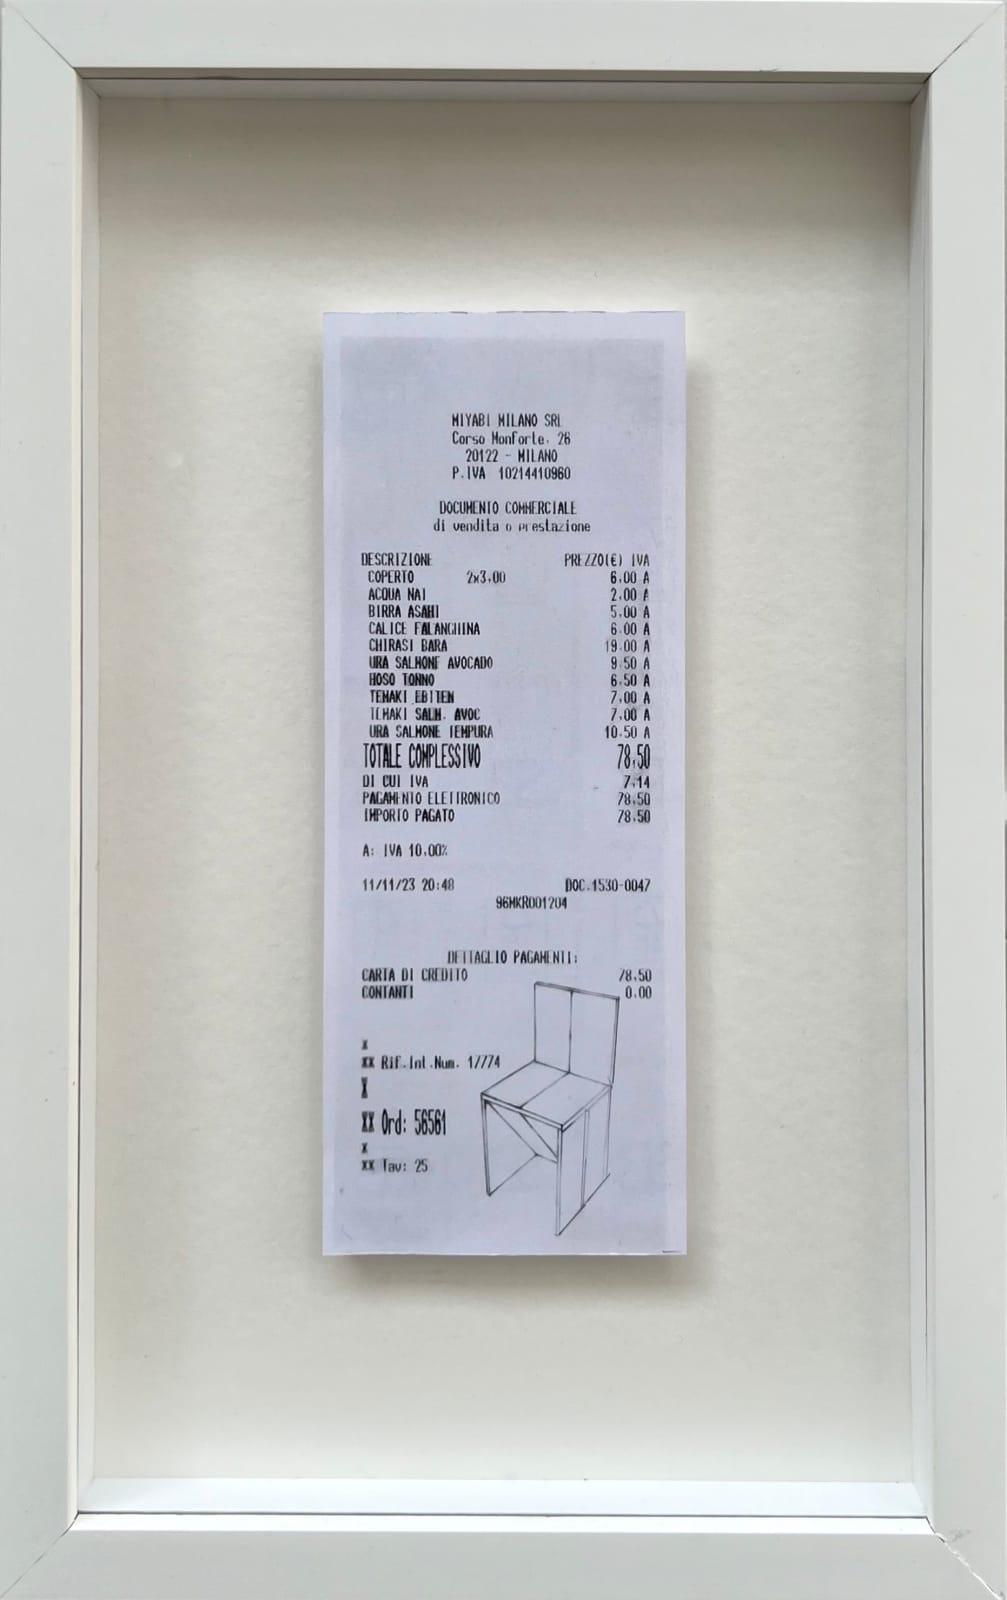 MIYABI MILANO SRL
Corso Monforte, 26
20122 - MILANO
P.IVA 10214410960
DOCUMENTO COMMERCIALE
di vendita o prestazione
DESCRIZIONE PREZZO(€) IVA
COPERTO 2x3,00 6,00 A
ACQUA NAT 2,00 A
BIRRA ASAHI 5,00 A
CALICE FALANGHINA 6,00 A
CHIRASI BARA 19,00 A
URA SALMONE AVOCADO 9,50 A
HOSO TONNO 6,50 A
TEMAKI EBITEN 7,00 A
TEMAKI SALM. AVOC 7,00 A
URA SALMONE TEMPURA 10,50 A
TOTALE COMPLESSIVO 78,50
DI CUI IVA 7,14
PAGAMENTO ELETTRONICO 78,50
IMPORTO PAGATO 78,50
A: IVA 10,00%
11/11/23 20:48 DOC.1530-0047
96MKR001204
DETTAGLIO PAGAMENTI:
CARTA DI CREDITO 78,50
CONTANTI 0,00
x
xx Rif.Int.Num. 17774
X
XX Ord: 56561
x
xx Tav: 25